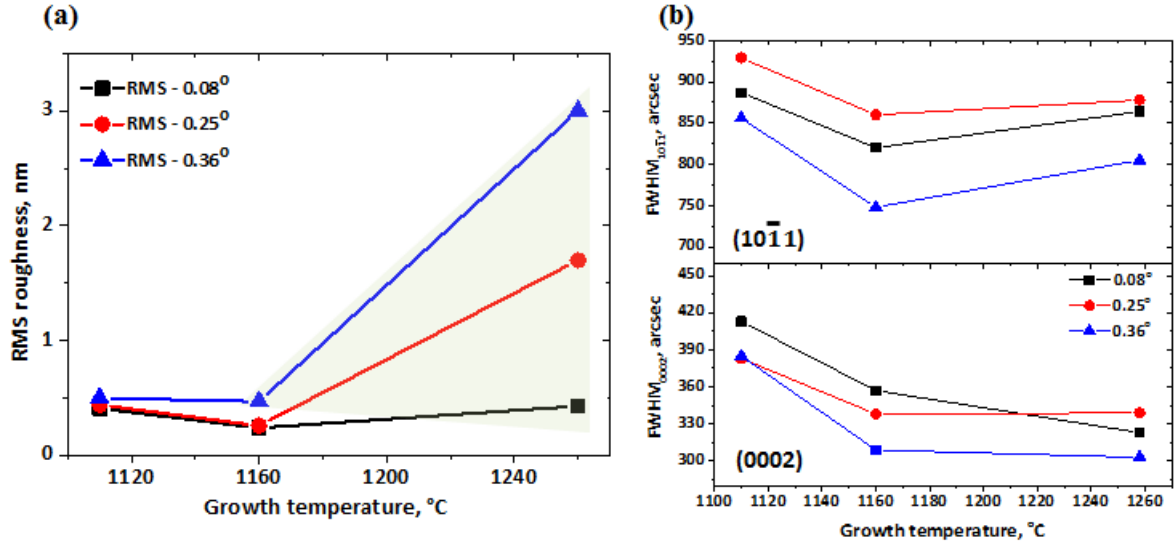 (a)
RMS roughness, nm
3
2
1
0
RMS - 0.08°
RMS - 0.25°
RMS - 0.36°
1120 1160 1200 1240
Growth temperature, °C
(b)
FWHM₁₀1̅₁, arcsec
950
900
850
800
750
700
(101̅1)
FWHM₀₀₀₂, arcsec
450
420
390
360
330
300
0.08°
0.25°
0.36°
(0002)
1100 1120 1140 1160 1180 1200 1220 1240 1260
Growth temperature, °C